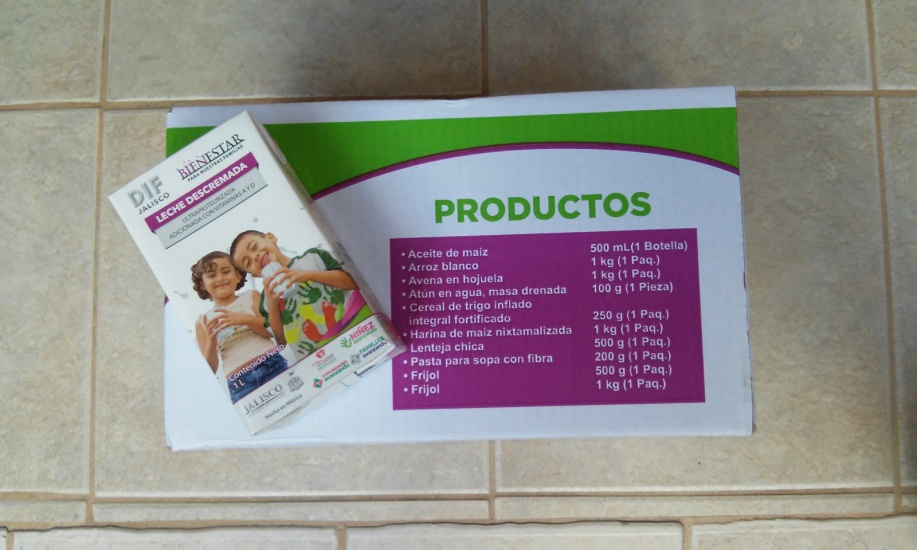 DIF
JALISCO
BIENESTAR
PARA NUESTRAS FAMILIAS
LECHE DESCREMADA
ULTRAPASTEURIZADA
ADICIONADA CON VITAMINAS A Y D
Contenido Neto
1 L
JALISCO
Hecho en México
NIÑEZ
PRODUCTOS
• Aceite de maiz 500 mL(1 Botella)
• Arroz blanco 1 kg (1 Paq.)
• Avena en hojuela 1 kg (1 Paq.)
• Atún en agua, masa drenada 100 g (1 Pieza)
• Cereal de trigo inflado
integral fortificado 250 g (1 Paq.)
• Harina de maiz nixtamalizada 1 kg (1 Paq.)
Lenteja chica 500 g (1 Paq.)
• Pasta para sopa con fibra 200 g (1 Paq.)
• Frijol 500 g (1 Paq.)
• Frijol 1 kg (1 Paq.)